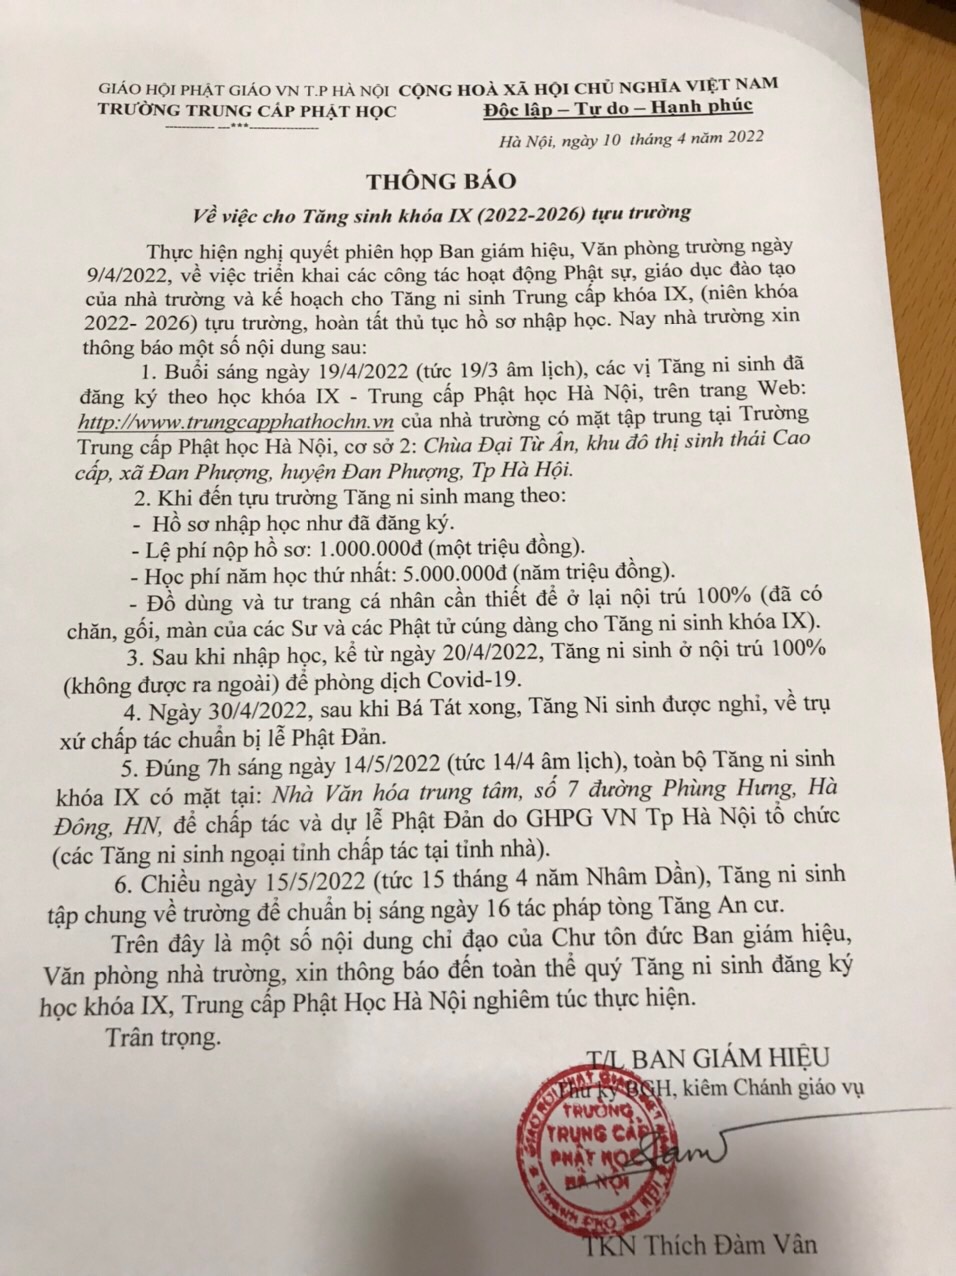 GIÁO HỘI PHẬT GIÁO VN T.P HÀ NỘI CỘNG HOÀ XÃ HỘI CHỦ NGHĨA VIỆT NAM
TRƯỜNG TRUNG CẤP PHẬT HỌC Độc lập – Tự do – Hạnh phúc
------------ ---***-----------------
Hà Nội, ngày 10 tháng 4 năm 2022
THÔNG BÁO
Về việc cho Tăng sinh khóa IX (2022-2026) tựu trường
Thực hiện nghị quyết phiên họp Ban giám hiệu, Văn phòng trường ngày
9/4/2022, về việc triển khai các công tác hoạt động Phật sự, giáo dục đào tạo
của nhà trường và kế hoạch cho Tăng ni sinh Trung cấp khóa IX, (niên khóa
2022- 2026) tựu trường, hoàn tất thủ tục hồ sơ nhập học. Nay nhà trường xin
thông báo một số nội dung sau:
1. Buổi sáng ngày 19/4/2022 (tức 19/3 âm lịch), các vị Tăng ni sinh đã
đăng ký theo học khóa IX - Trung cấp Phật học Hà Nội, trên trang Web:
http://www.trungcapphathochn.vn của nhà trường có mặt tập trung tại Trường
Trung cấp Phật học Hà Nội, cơ sở 2: Chùa Đại Từ Ân, khu đô thị sinh thái Cao
cấp, xã Đan Phượng, huyện Đan Phượng, Tp Hà Hội.
2. Khi đến tựu trường Tăng ni sinh mang theo:
- Hồ sơ nhập học như đã đăng ký.
- Lệ phí nộp hồ sơ: 1.000.000đ (một triệu đồng).
- Học phí năm học thứ nhất: 5.000.000đ (năm triệu đồng).
- Đồ dùng và tư trang cá nhân cần thiết để ở lại nội trú 100% (đã có
chăn, gối, màn của các Sư và các Phật tử cúng dàng cho Tăng ni sinh khóa IX).
3. Sau khi nhập học, kể từ ngày 20/4/2022, Tăng ni sinh ở nội trú 100%
(không được ra ngoài) để phòng dịch Covid-19.
4. Ngày 30/4/2022, sau khi Bá Tát xong, Tăng Ni sinh được nghỉ, về trụ
xứ chấp tác chuẩn bị lễ Phật Đản.
5. Đúng 7h sáng ngày 14/5/2022 (tức 14/4 âm lịch), toàn bộ Tăng ni sinh
khóa IX có mặt tại: Nhà Văn hóa trung tâm, số 7 đường Phùng Hưng, Hà
Đông, HN, để chấp tác và dự lễ Phật Đản do GHPG VN Tp Hà Nội tổ chức
(các Tăng ni sinh ngoại tỉnh chấp tác tại tỉnh nhà).
6. Chiều ngày 15/5/2022 (tức 15 tháng 4 năm Nhâm Dần), Tăng ni sinh
tập chung về trường để chuẩn bị sáng ngày 16 tác pháp tòng Tăng An cư.
Trên đây là một số nội dung chỉ đạo của Chư tôn đức Ban giám hiệu,
Văn phòng nhà trường, xin thông báo đến toàn thể quý Tăng ni sinh đăng ký
học khóa IX, Trung cấp Phật Học Hà Nội nghiêm túc thực hiện.
Trân trọng.
T/L BAN GIÁM HIỆU
Thư ký BGH, kiêm Chánh giáo vụ
TRƯỜNG
TRUNG CẤP
PHẬT HỌC
HÀ NỘI
TKN Thích Đàm Vân